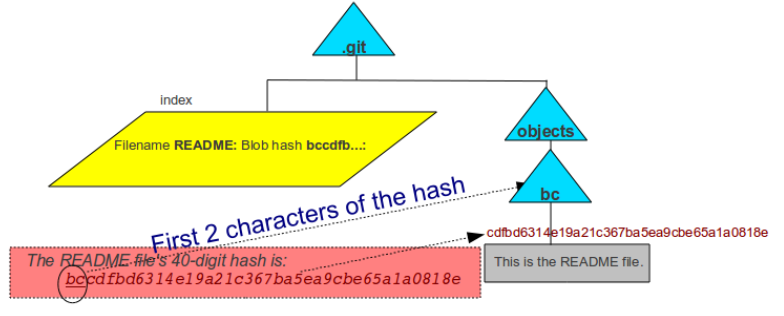 .git
index
Filename README: Blob hash bccdfb...:
objects
bc
First 2 characters of the hash
cdfbd6314e19a21c367ba5ea9cbe65a1a0818e
The README file's 40-digit hash is:
bccdfbd6314e19a21c367ba5ea9cbe65a1a0818e
This is the README file.